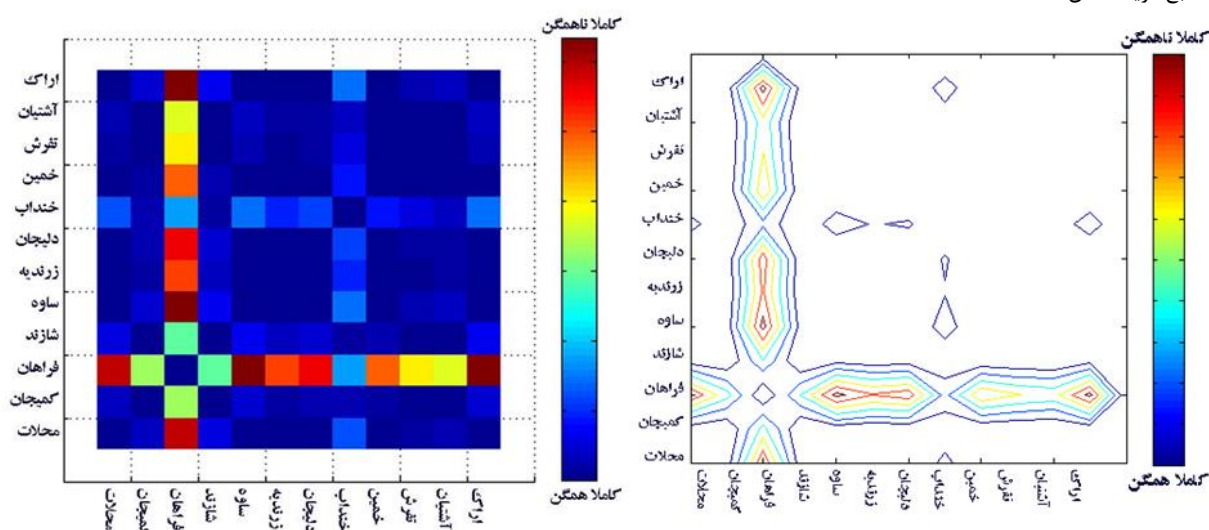 کاملا ناهمگن
اراک
آشتیان
تفرش
خمین
خنداب
دلیجان
زرندیه
ساوه
شازند
فراهان
کمیجان
محلات
کاملا همگن
محلات
کمیجان
فراهان
شازند
ساوه
زرندیه
دلیجان
خنداب
خمین
تفرش
آشتیان
اراک
کاملا ناهمگن
اراک
آشتیان
تفرش
خمین
خنداب
دلیجان
زرندیه
ساوه
شازند
فراهان
کمیجان
محلات
کاملا همگن
محلات
کمیجان
فراهان
شازند
ساوه
زرندیه
دلیجان
خنداب
خمین
تفرش
آشتیان
اراک